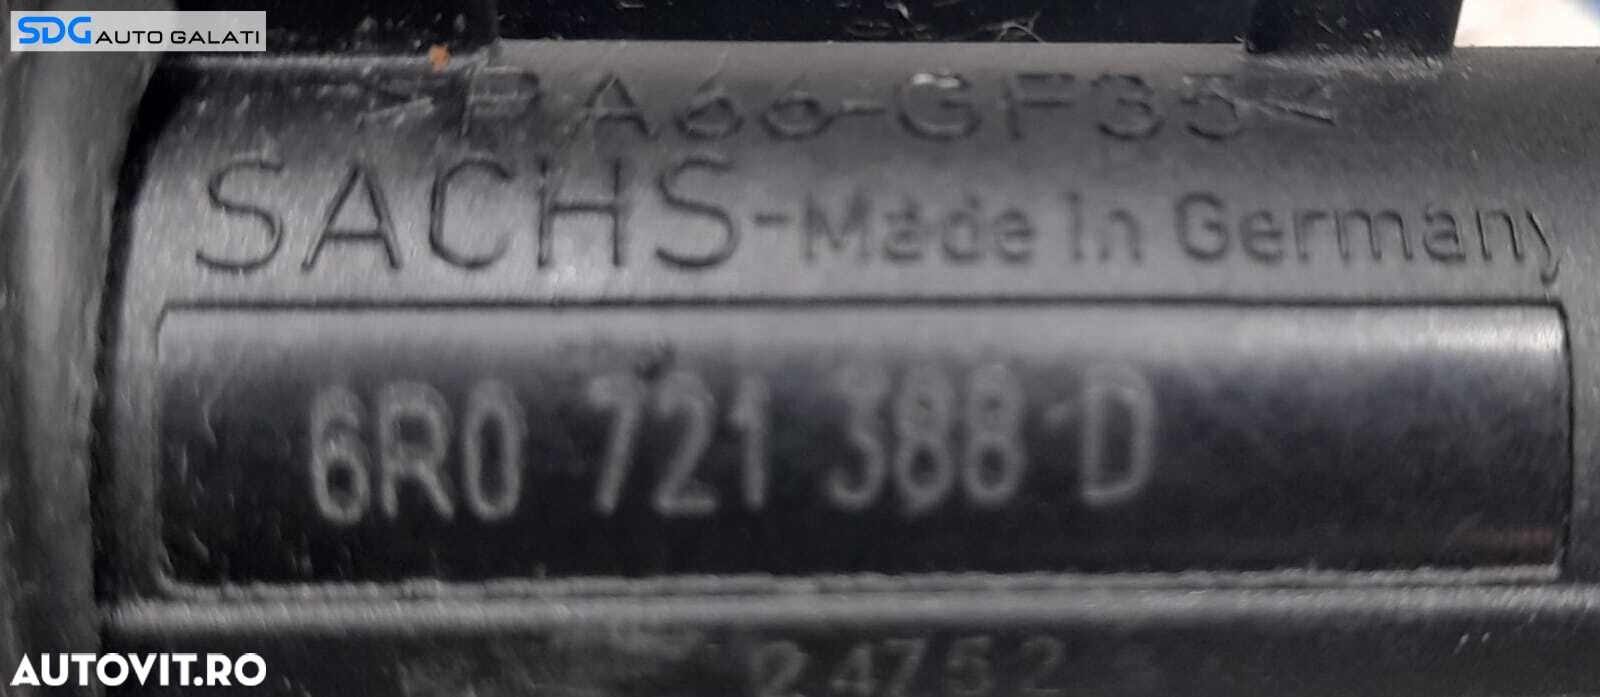 SDG AUTO GALATI
>PA66-GF35<
SACHS-Made in Germany
6R0 721 388 D
24752
AUTOVIT.RO